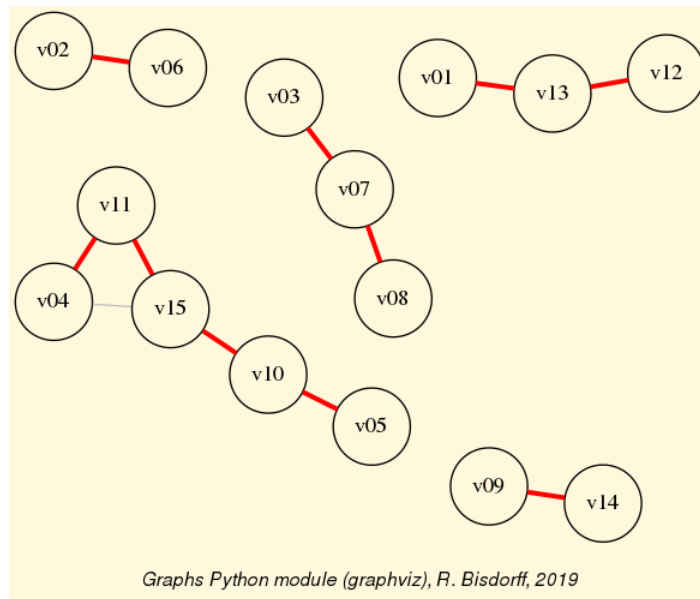 v02
v06
v03
v01
v13
v12
v11
v07
v04
v15
v08
v10
v05
v09
v14
Graphs Python module (graphviz), R. Bisdorff, 2019